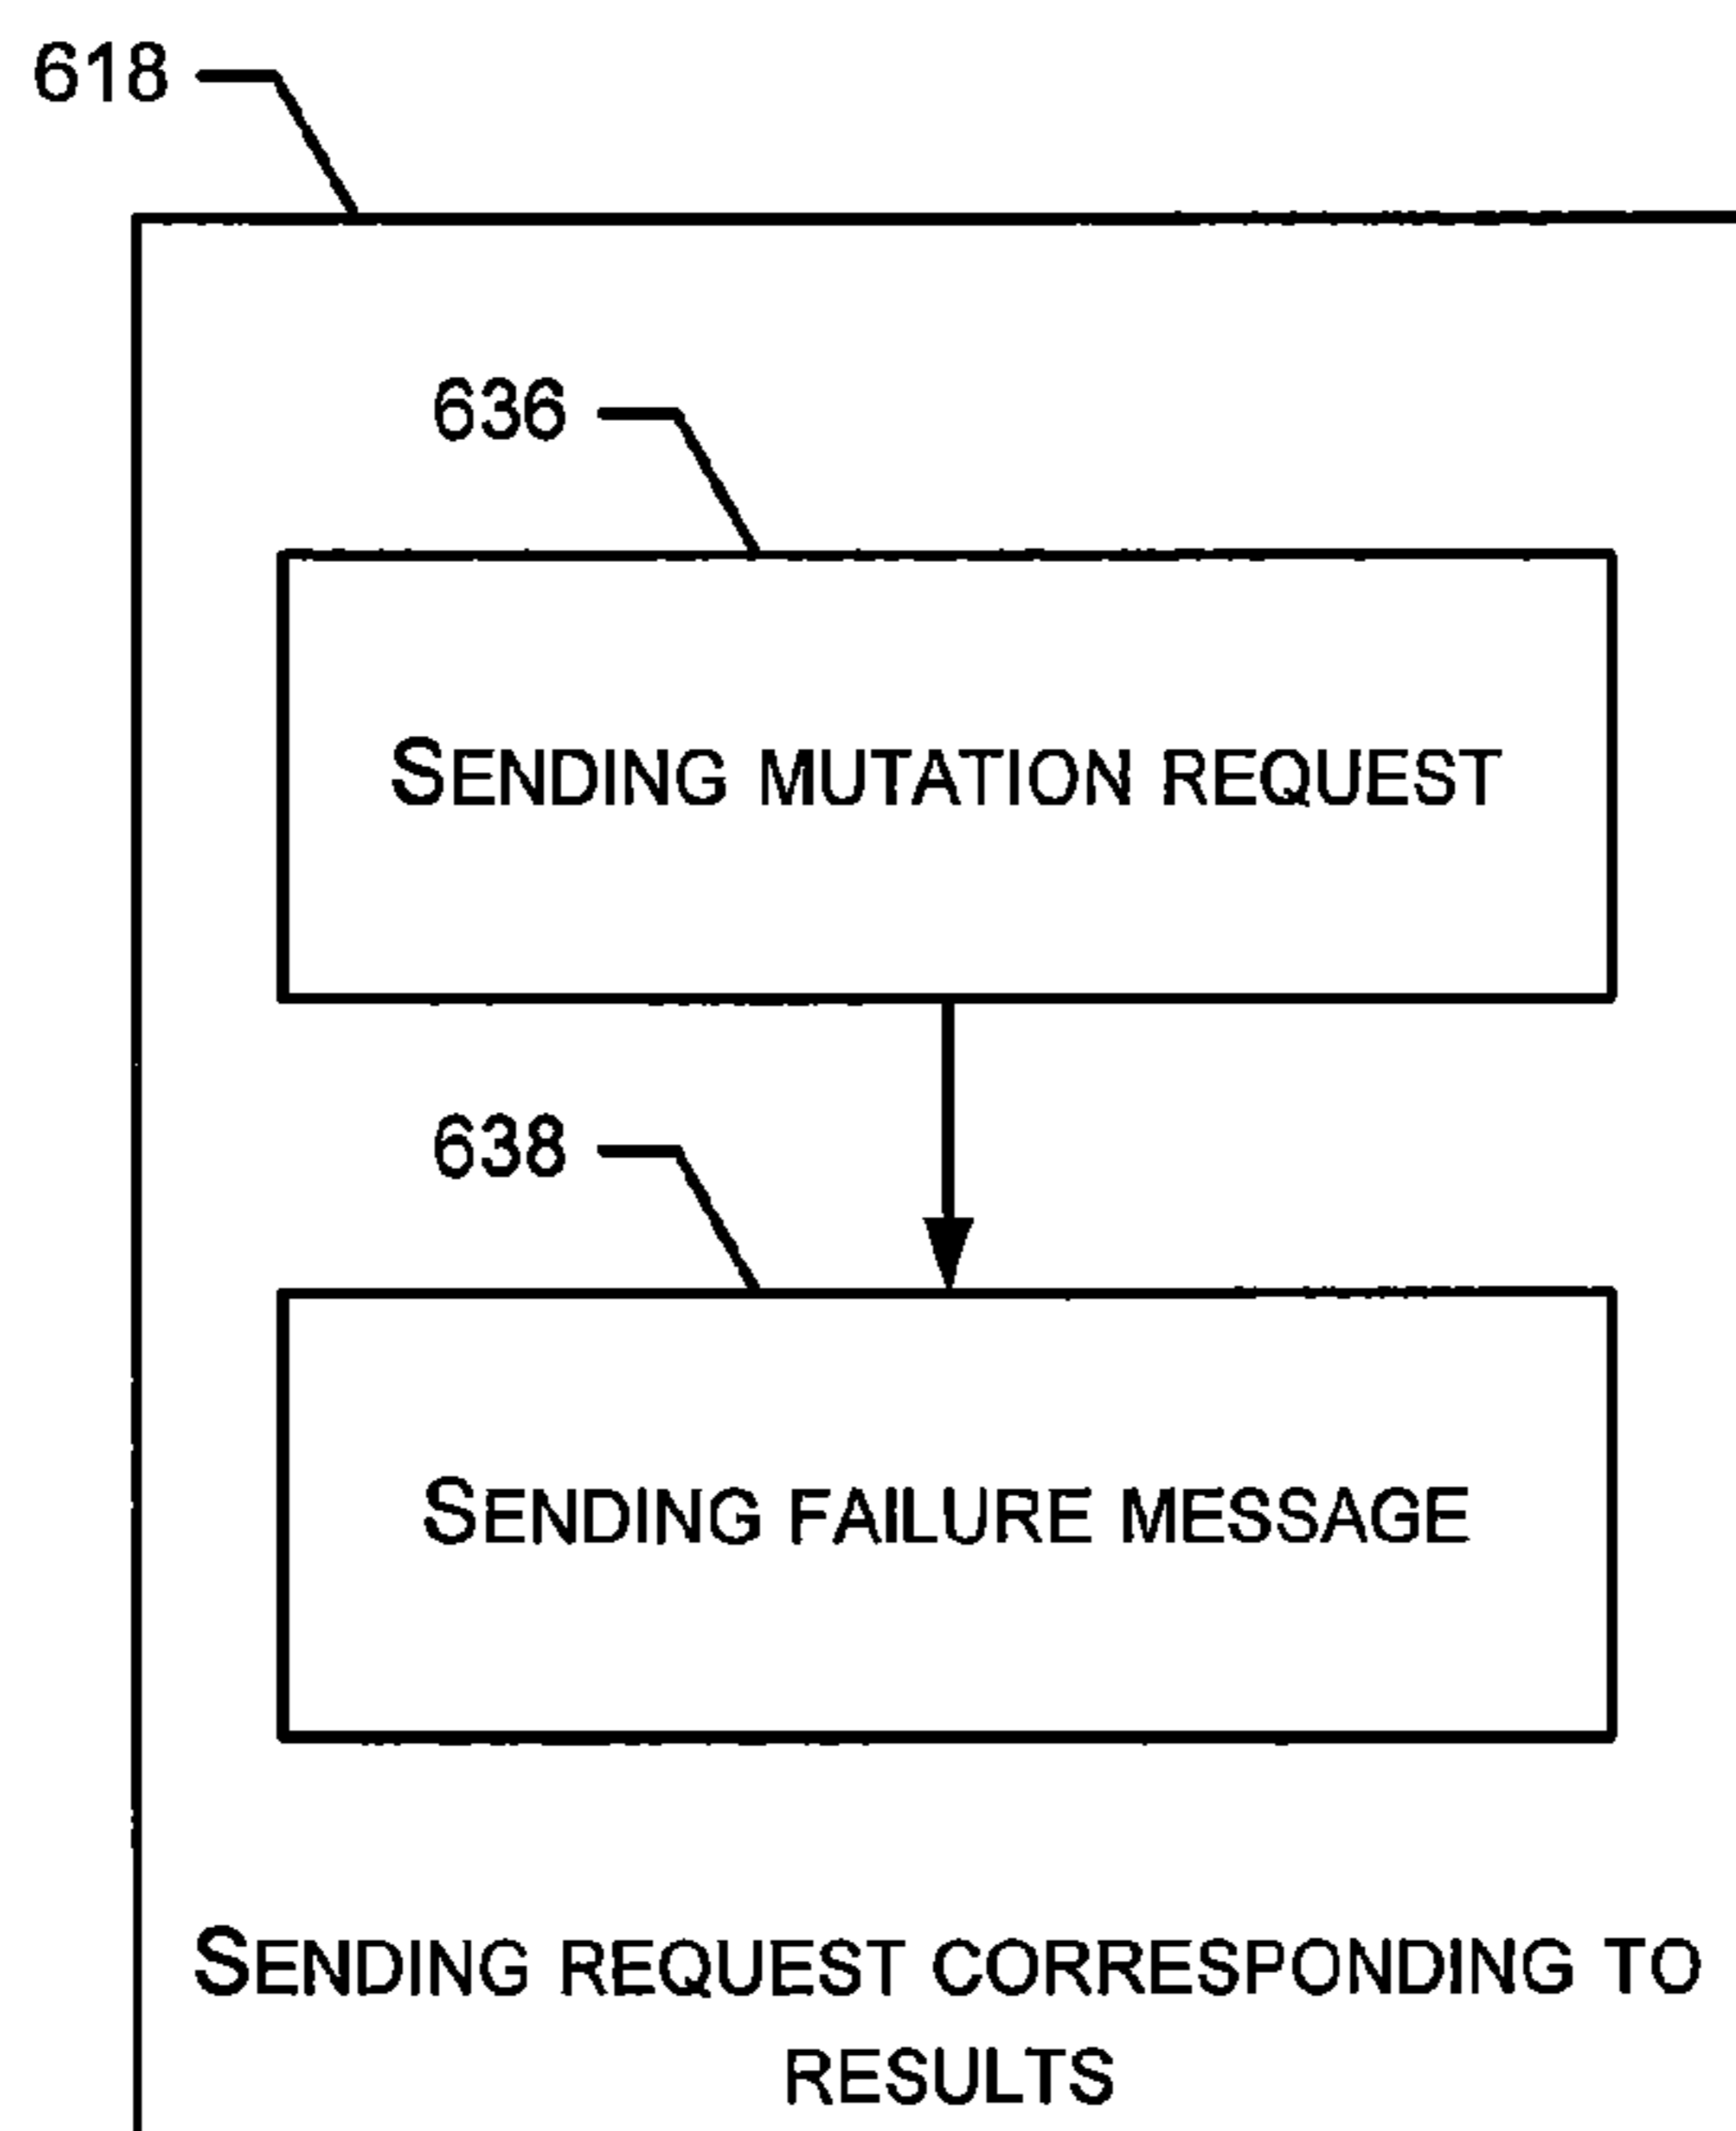 618
636
SENDING MUTATION REQUEST
638
SENDING FAILURE MESSAGE
SENDING REQUEST CORRESPONDING TO
RESULTS